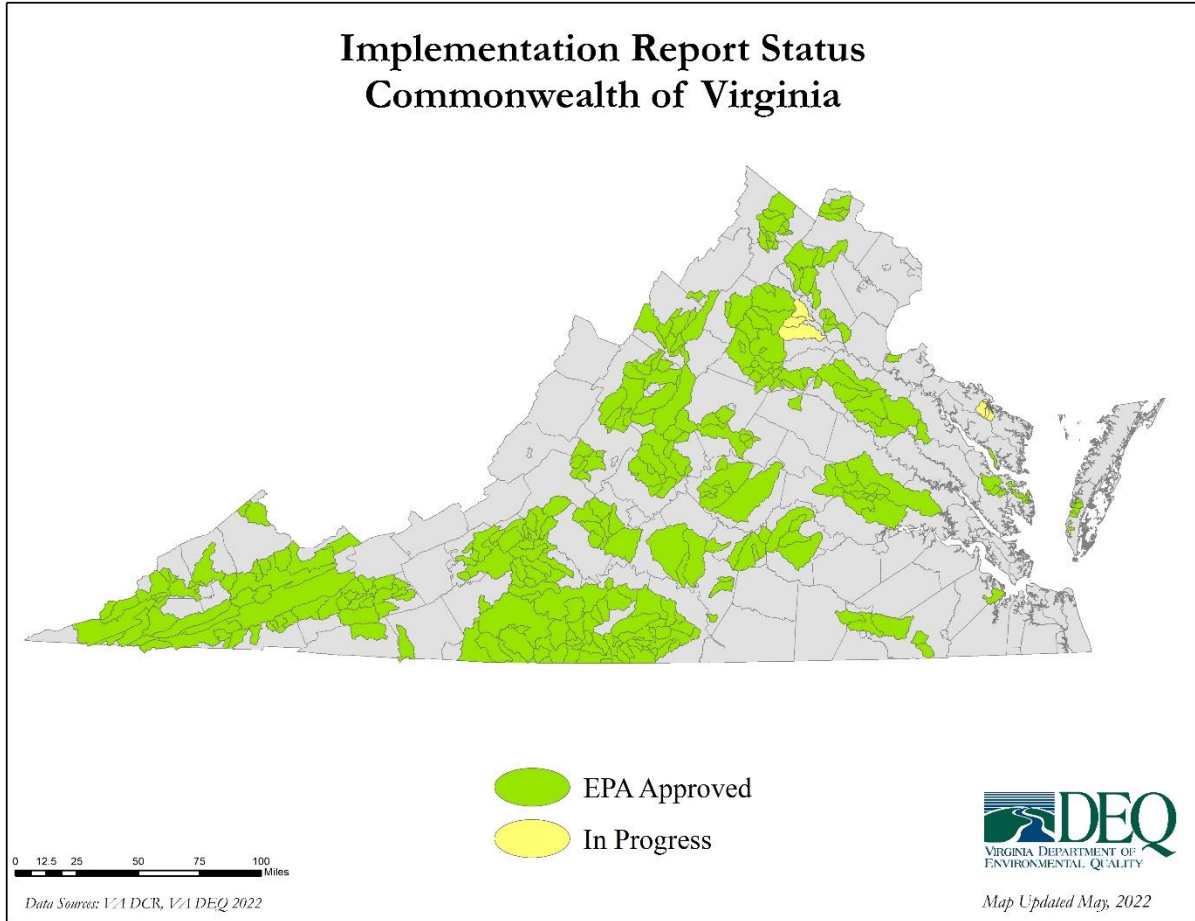 Implementation Report Status
Commonwealth of Virginia
EPA Approved
In Progress
0 12.5 25 50 75 100
Miles
Data Sources: VA DCR, VA DEQ 2022
DEQ
VIRGINIA DEPARTMENT OF
ENVIRONMENTAL QUALITY
Map Updated May, 2022